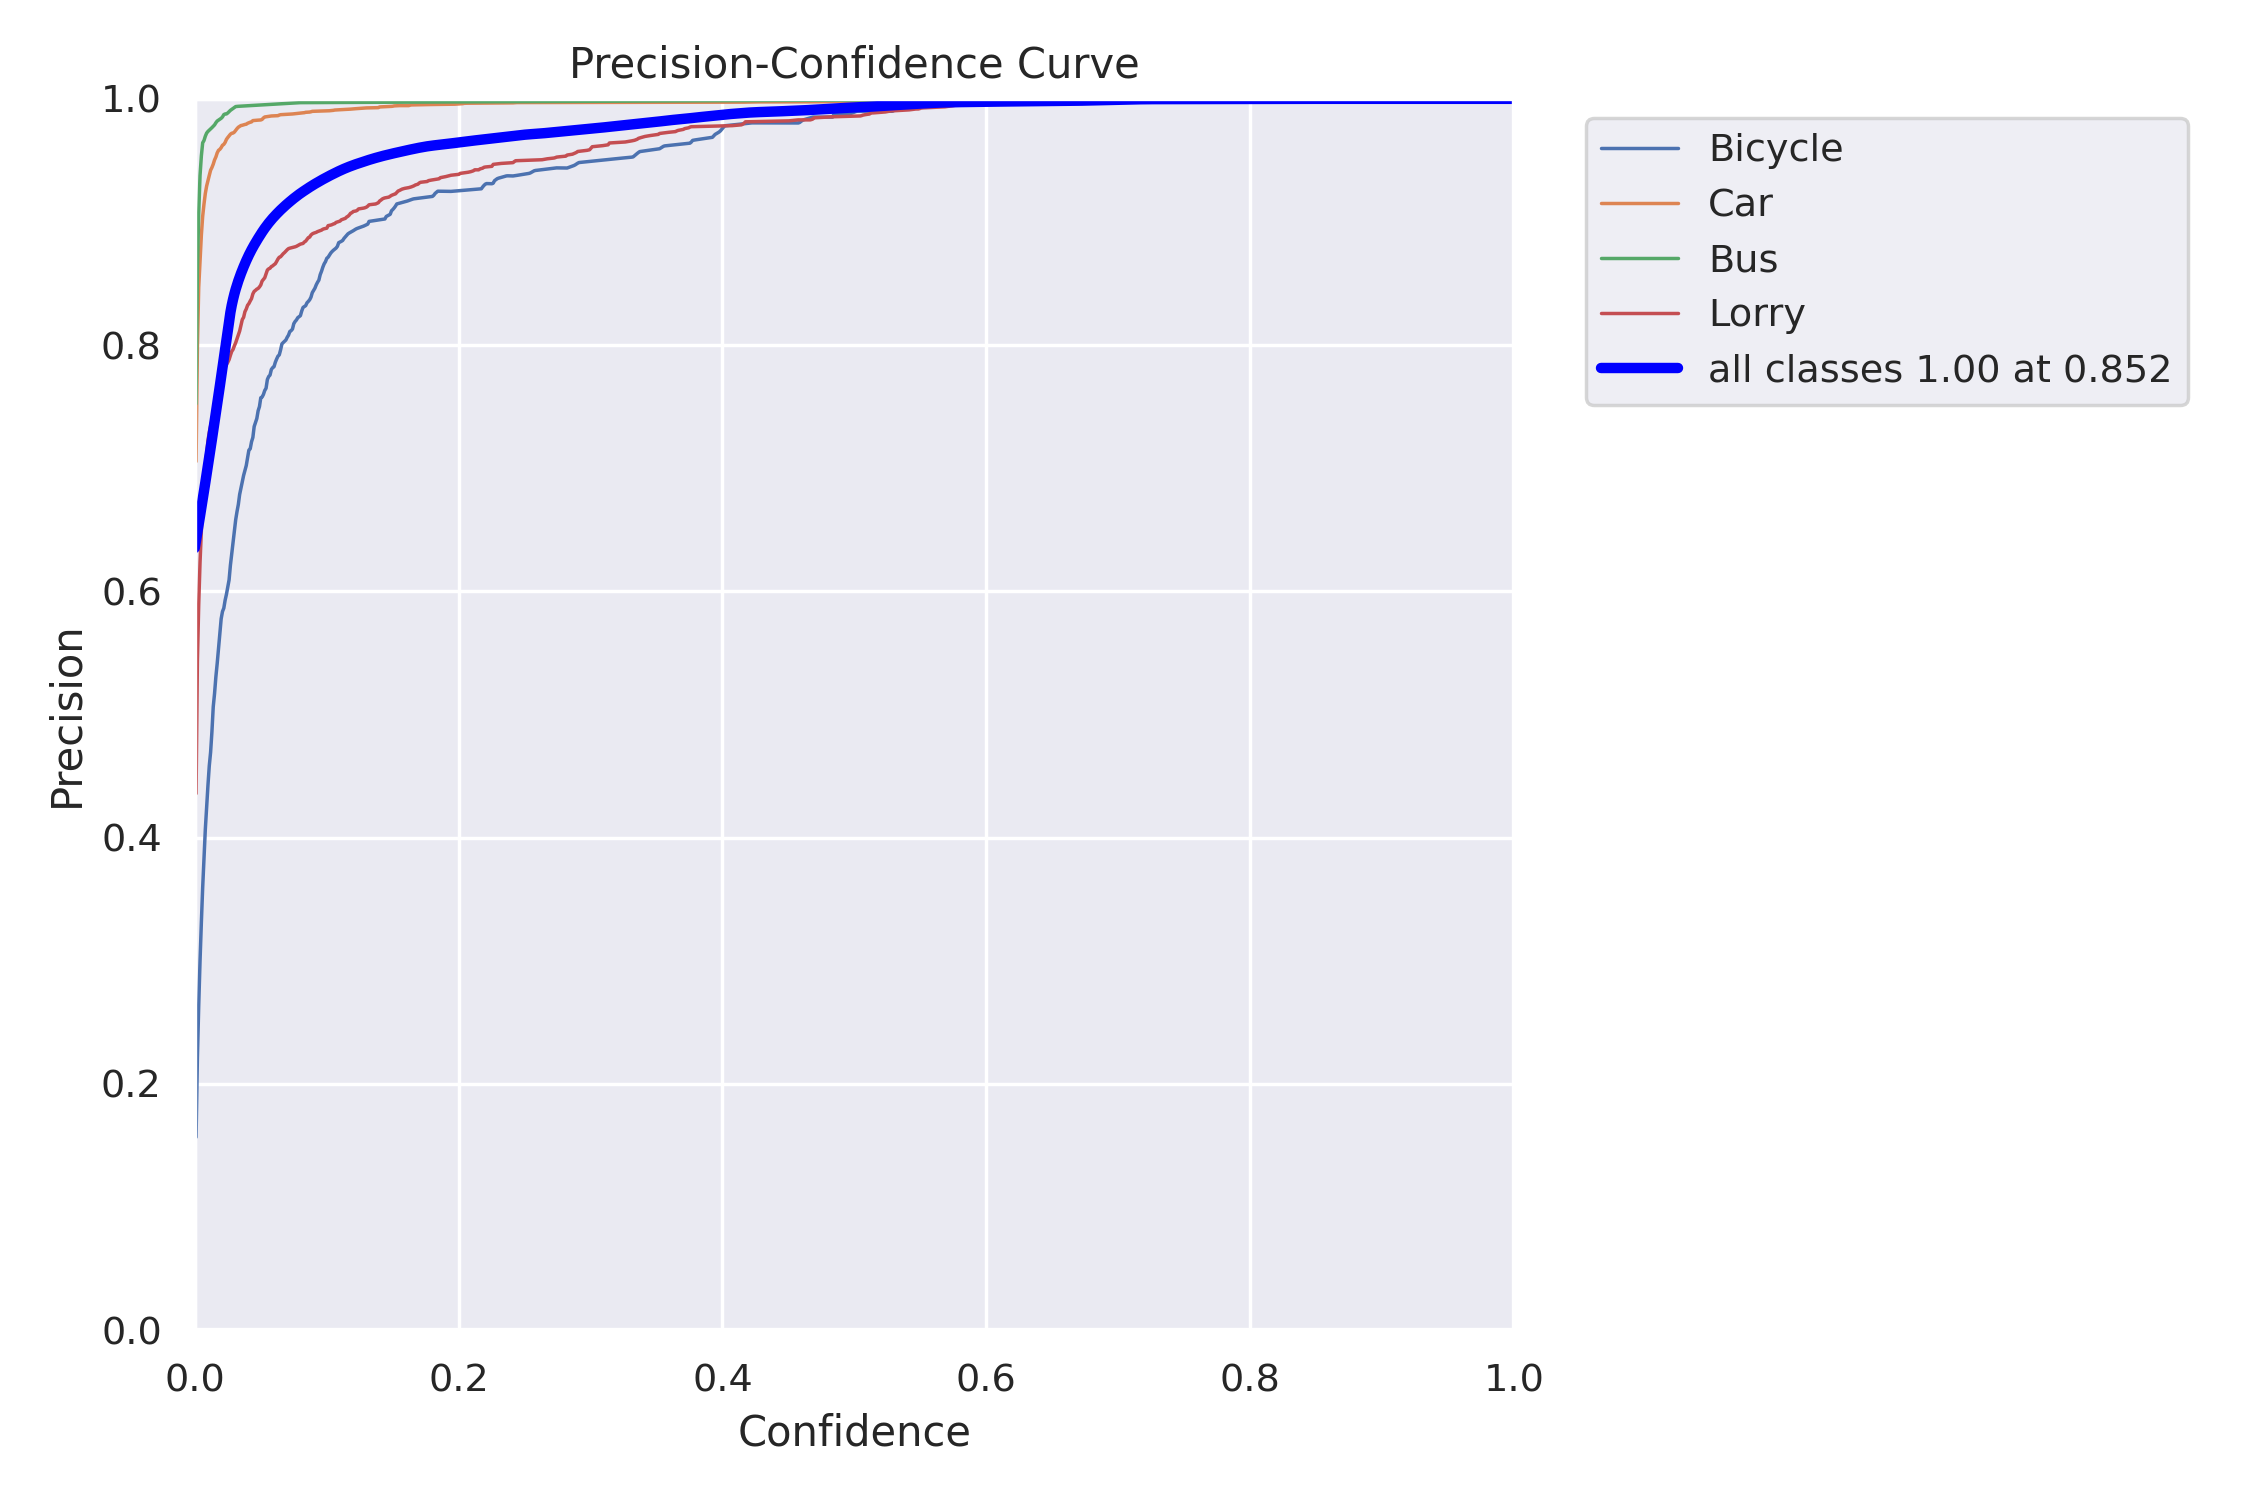 Precision-Confidence Curve
1.0
0.8
0.6
0.4
0.2
0.0
Precision
0.0 0.2 0.4 0.6 0.8 1.0
Confidence
Bicycle
Car
Bus
Lorry
all classes 1.00 at 0.852